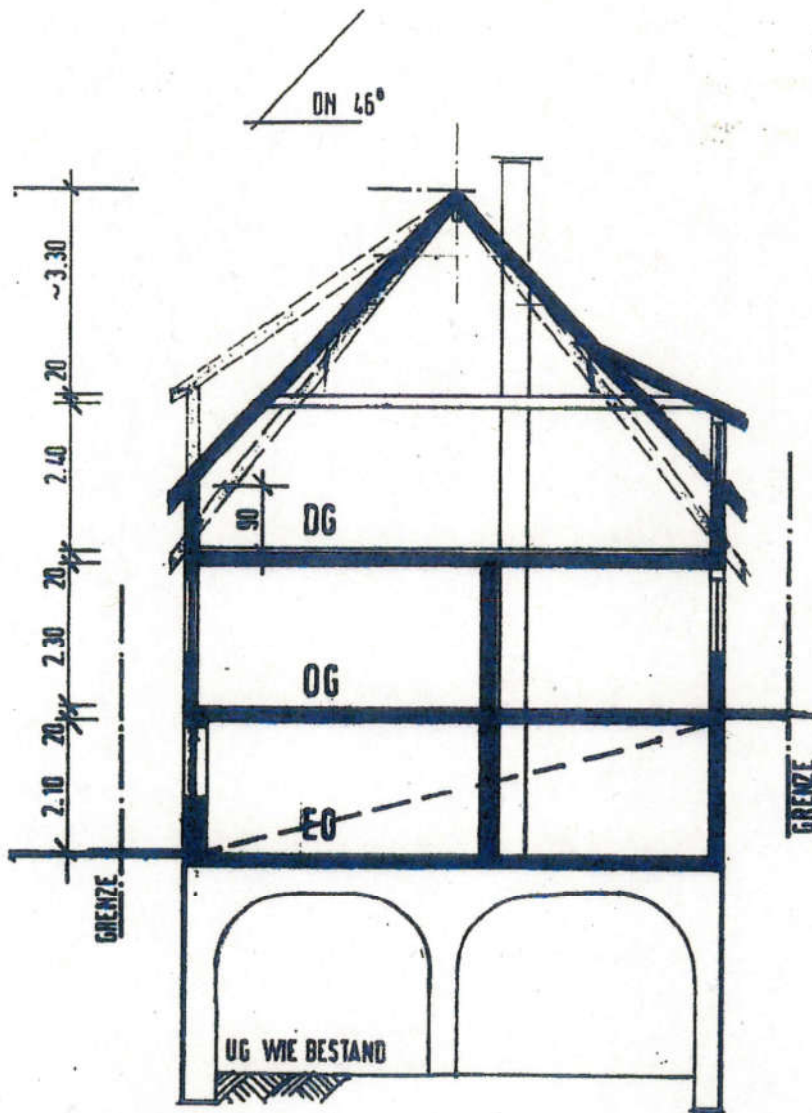 DN 46°
~3.30
20
2.40
20
2.30
20
2.10
90
DG
OG
EG
GRENZE
GRENZE
UG WIE BESTAND